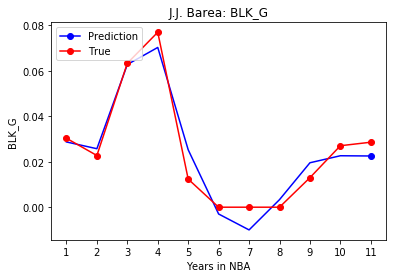 J.J. Barea: BLK_G
Prediction
True
0.08
0.06
0.04
0.02
0.00
BLK_G
1 2 3 4 5 6 7 8 9 10 11
Years in NBA